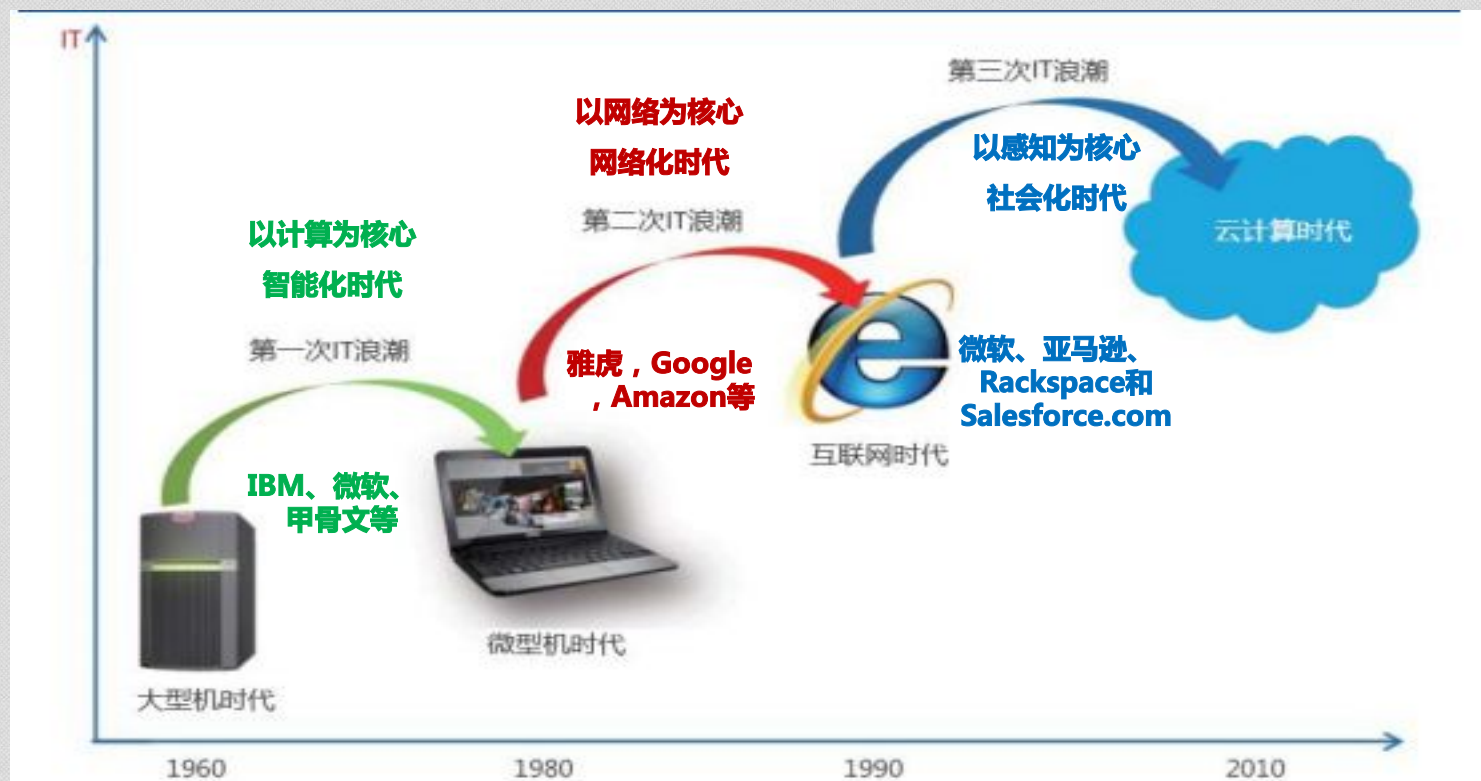 IT
第三次IT浪潮
以网络为核心
网络化时代
以感知为核心
社会化时代
第二次IT浪潮
云计算时代
以计算为核心
智能化时代
第一次IT浪潮
雅虎，Google
，Amazon等
微软、亚马逊、
Rackspace和
Salesforce.com
互联网时代
IBM、微软、
甲骨文等
微型机时代
大型机时代
1960
1980
1990
2010